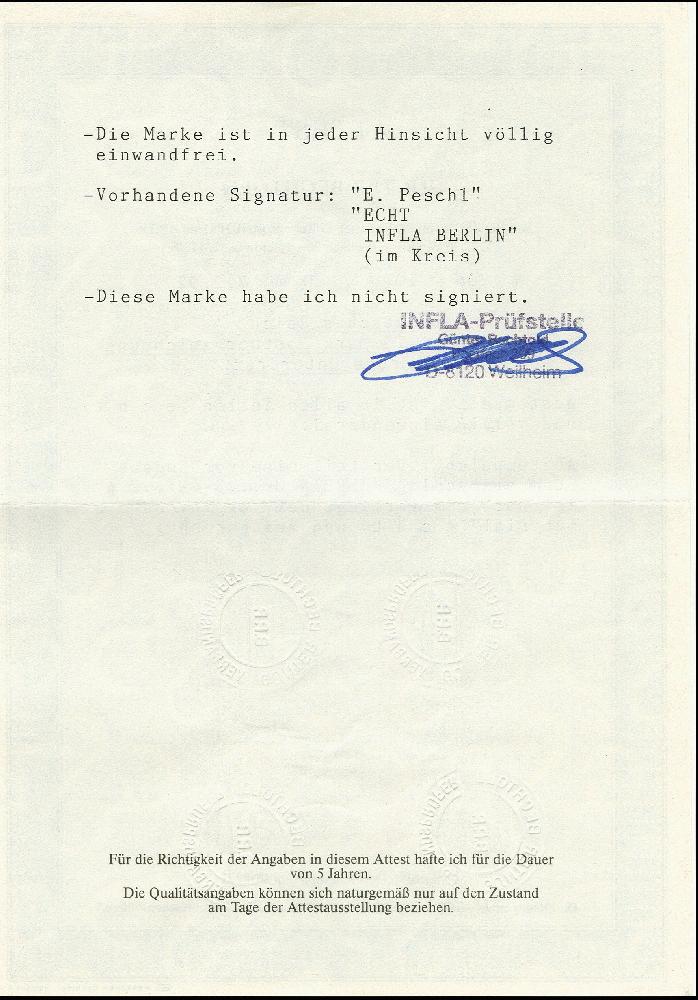 -Die Marke ist in jeder Hinsicht völlig
einwandfrei.
-Vorhandene Signatur: "E. Peschl"
"ECHT
INFLA BERLIN"
(im Kreis)
-Diese Marke habe ich nicht signiert.
INFLA-Prüfstelle
D-8120 Weilheim
Für die Richtigkeit der Angaben in diesem Attest hafte ich für die Dauer
von 5 Jahren.
Die Qualitätsangaben können sich naturgemäß nur auf den Zustand
am Tage der Attestausstellung beziehen.